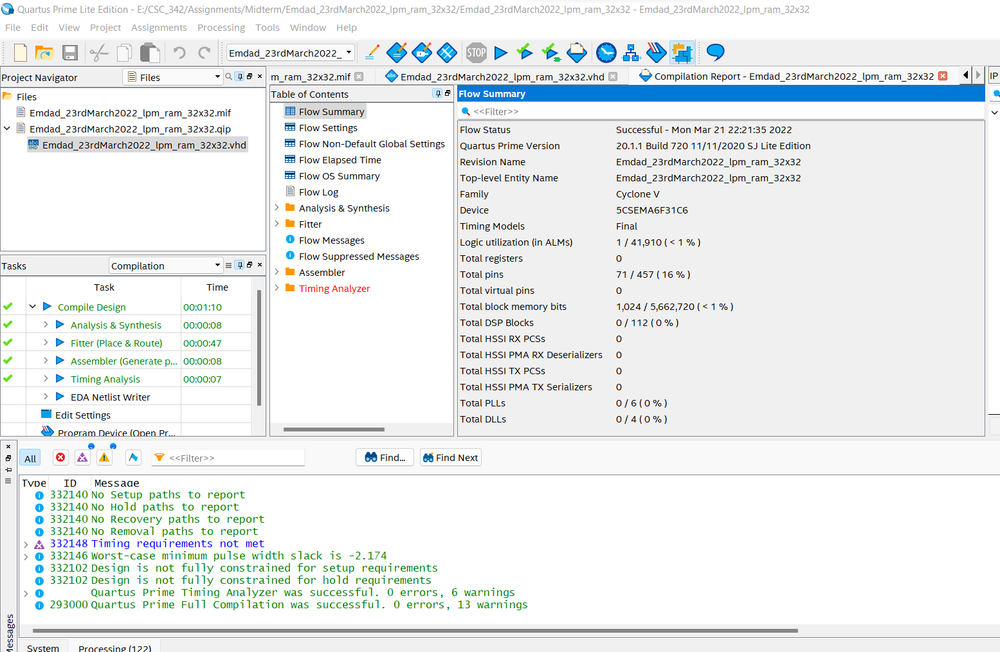 Quartus Prime Lite Edition - E:/CSC_342/Assignments/Midterm/Emdad_23rdMarch2022_lpm_ram_32x32/Emdad_23rdMarch2022_lpm_ram_32x32 - Emdad_23rdMarch2022_lpm_ram_32x32
File Edit View Project Assignments Processing Tools Window Help
STOP
Emdad_23rdMarch2022_
Project Navigator
Files
Files
Emdad_23rdMarch2022_lpm_ram_32x32.mif
Emdad_23rdMarch2022_lpm_ram_32x32.qip
abc VHD Emdad_23rdMarch2022_lpm_ram_32x32.vhd
Tasks
Compilation
Task Time
Compile Design 00:01:10
Analysis & Synthesis 00:00:08
Fitter (Place & Route) 00:00:47
Assembler (Generate p... 00:00:08
Timing Analysis 00:00:07
EDA Netlist Writer
Edit Settings
Program Device (Open Pr...
m_ram_32x32.mif
abc Emdad_23rdMarch2022_lpm_ram_32x32.vhd
Compilation Report - Emdad_23rdMarch2022_lpm_ram_32x32
IP
Table of Contents
Flow Summary
Flow Settings
Flow Non-Default Global Settings
Flow Elapsed Time
Flow OS Summary
Flow Log
Analysis & Synthesis
Fitter
Flow Messages
Flow Suppressed Messages
Assembler
Timing Analyzer
Flow Summary
<<Filter>>
Flow Status Successful - Mon Mar 21 22:21:35 2022
Quartus Prime Version 20.1.1 Build 720 11/11/2020 SJ Lite Edition
Revision Name Emdad_23rdMarch2022_lpm_ram_32x32
Top-level Entity Name Emdad_23rdMarch2022_lpm_ram_32x32
Family Cyclone V
Device 5CSEMA6F31C6
Timing Models Final
Logic utilization (in ALMs) 1 / 41,910 ( < 1 % )
Total registers 0
Total pins 71 / 457 ( 16 % )
Total virtual pins 0
Total block memory bits 1,024 / 5,662,720 ( < 1 % )
Total DSP Blocks 0 / 112 ( 0 % )
Total HSSI RX PCSs 0
Total HSSI PMA RX Deserializers 0
Total HSSI TX PCSs 0
Total HSSI PMA TX Serializers 0
Total PLLs 0 / 6 ( 0 % )
Total DLLs 0 / 4 ( 0 % )
All
<<Filter>>
Find...
Find Next
Type ID Message
332140 No Setup paths to report
332140 No Hold paths to report
332140 No Recovery paths to report
332140 No Removal paths to report
332148 Timing requirements not met
332146 Worst-case minimum pulse width slack is -2.174
332102 Design is not fully constrained for setup requirements
332102 Design is not fully constrained for hold requirements
Quartus Prime Timing Analyzer was successful. 0 errors, 6 warnings
293000 Quartus Prime Full Compilation was successful. 0 errors, 13 warnings
Messages
System
Processing (122)